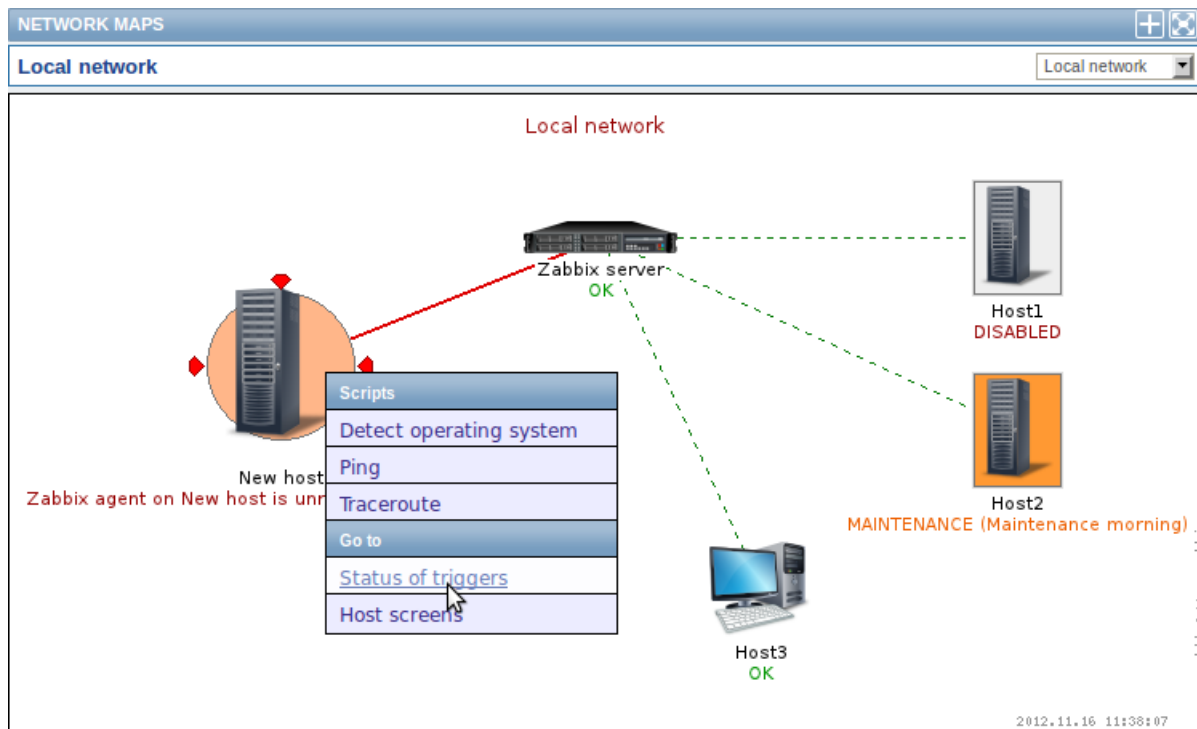 NETWORK MAPS
Local network
Local network
Local network
Zabbix server
OK
Host1
DISABLED
New host
Zabbix agent on New host is
Scripts
Detect operating system
Ping
Traceroute
Go to
Status of triggers
Host screens
Host2
MAINTENANCE (Maintenance morning)
Host3
OK
2012.11.16 11:38:07